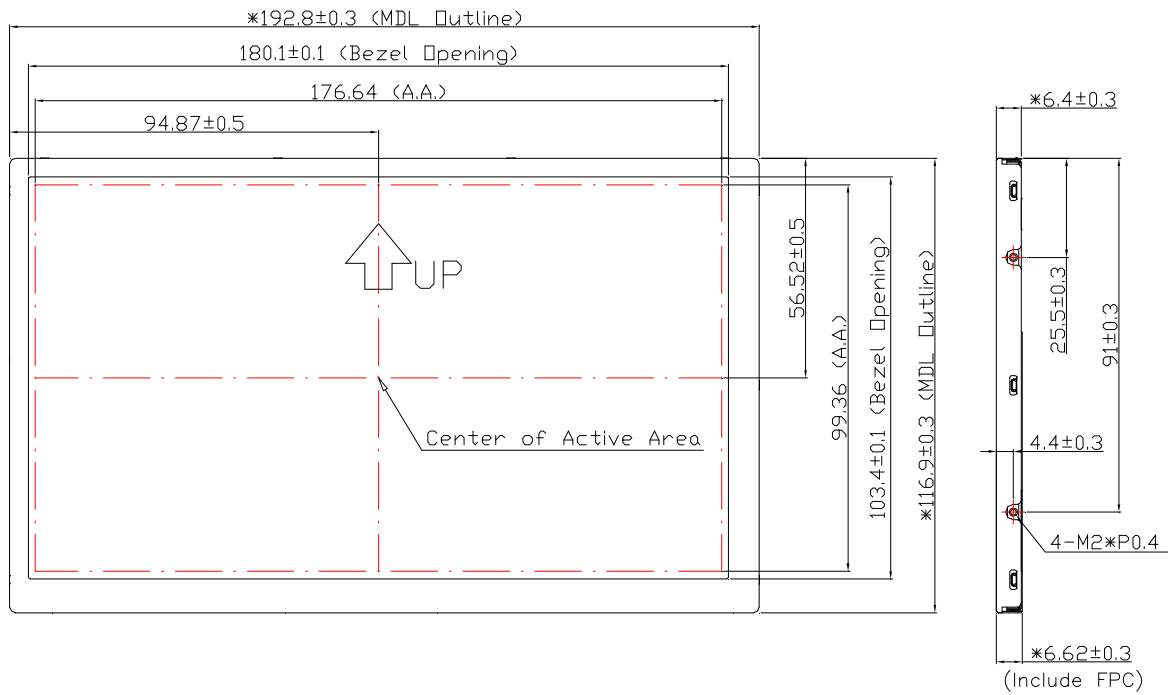 *192.8±0.3 (MDL Outline)
180.1±0.1 (Bezel Opening)
176.64 (A.A.)
94.87±0.5
UP
Center of Active Area
56.52±0.5
99.36 (A.A.)
103.4±0.1 (Bezel Opening)
*116.9±0.3 (MDL Outline)
*6.4±0.3
25.5±0.3
91±0.3
4.4±0.3
4-M2*P0.4
*6.62±0.3
(Include FPC)